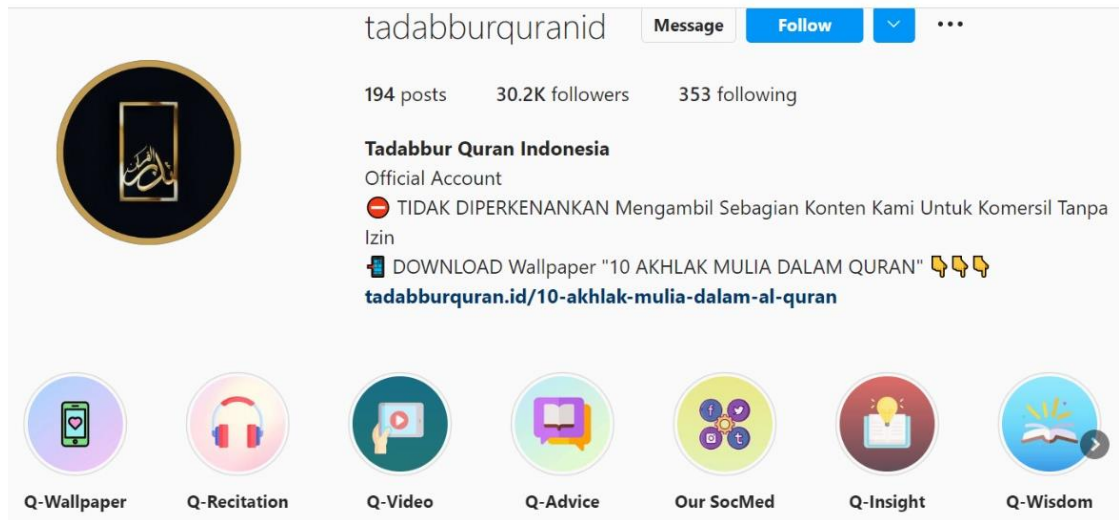 tadabburquranid Message Follow
194 posts 30.2K followers 353 following
Tadabbur Quran Indonesia
Official Account
⛔ TIDAK DIPERKENANKAN Mengambil Sebagian Konten Kami Untuk Komersil Tanpa
Izin
📲 DOWNLOAD Wallpaper "10 AKHLAK MULIA DALAM QURAN" 👇👇👇
tadabburquran.id/10-akhlak-mulia-dalam-al-quran
Q-Wallpaper Q-Recitation Q-Video Q-Advice Our SocMed Q-Insight Q-Wisdom